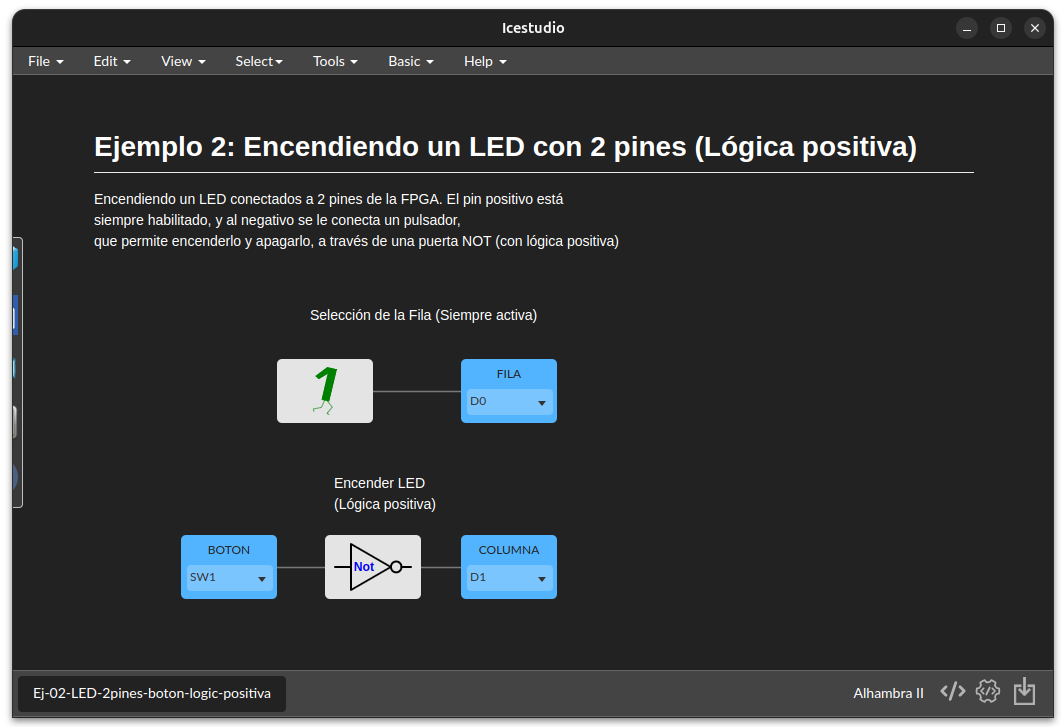 Icestudio
File Edit View Select Tools Basic Help
Ejemplo 2: Encendiendo un LED con 2 pines (Lógica positiva)
Encendiendo un LED conectados a 2 pines de la FPGA. El pin positivo está
siempre habilitado, y al negativo se le conecta un pulsador,
que permite encenderlo y apagarlo, a través de una puerta NOT (con lógica positiva)
Selección de la Fila (Siempre activa)
1
FILA
D0
Encender LED
(Lógica positiva)
BOTON
SW1
Not
COLUMNA
D1
Ej-02-LED-2pines-boton-logic-positiva
Alhambra II